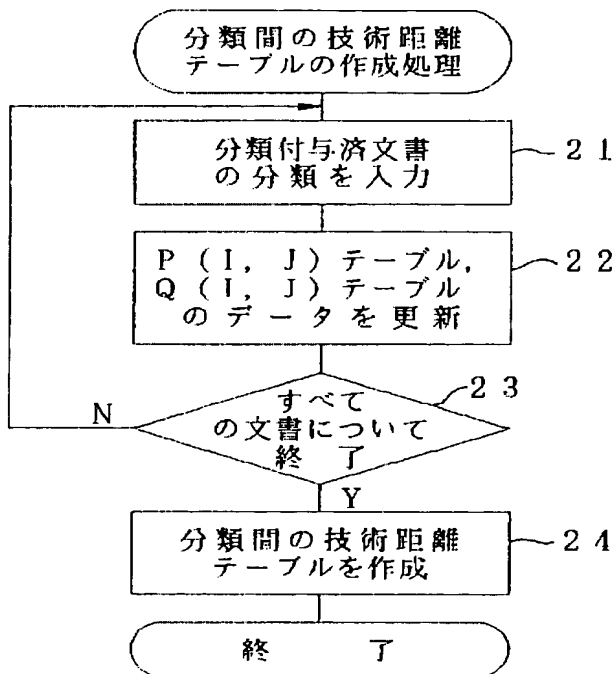 分類間の技術距離
テーブルの作成処理
分類付与済文書
の分類を入力
21
P(I,J)テーブル,
Q(I,J)テーブル
のデータを更新
22
すべて
の文書について
終了
23
N
Y
分類間の技術距離
テーブルを作成
24
終了